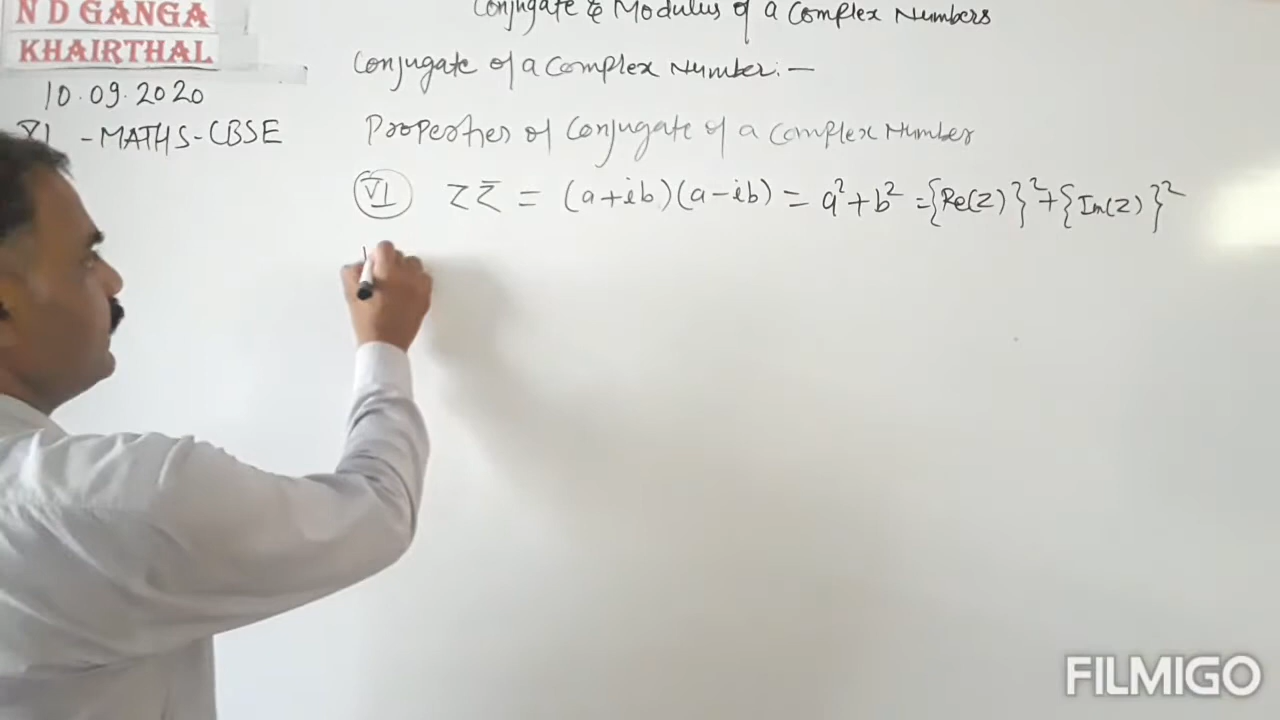 N D GANGA
KHAIRTHAL
10.09.2020
XI - MATHS - CBSE
Conjugate & Modulus of a Complex Numbers
Conjugate of a Complex Number :-
Properties of Conjugate of a Complex Number
VI z z̄ = (a+ib)(a-ib) = a²+b² = {Re(z)}²+{Im(z)}²
FILMIGO